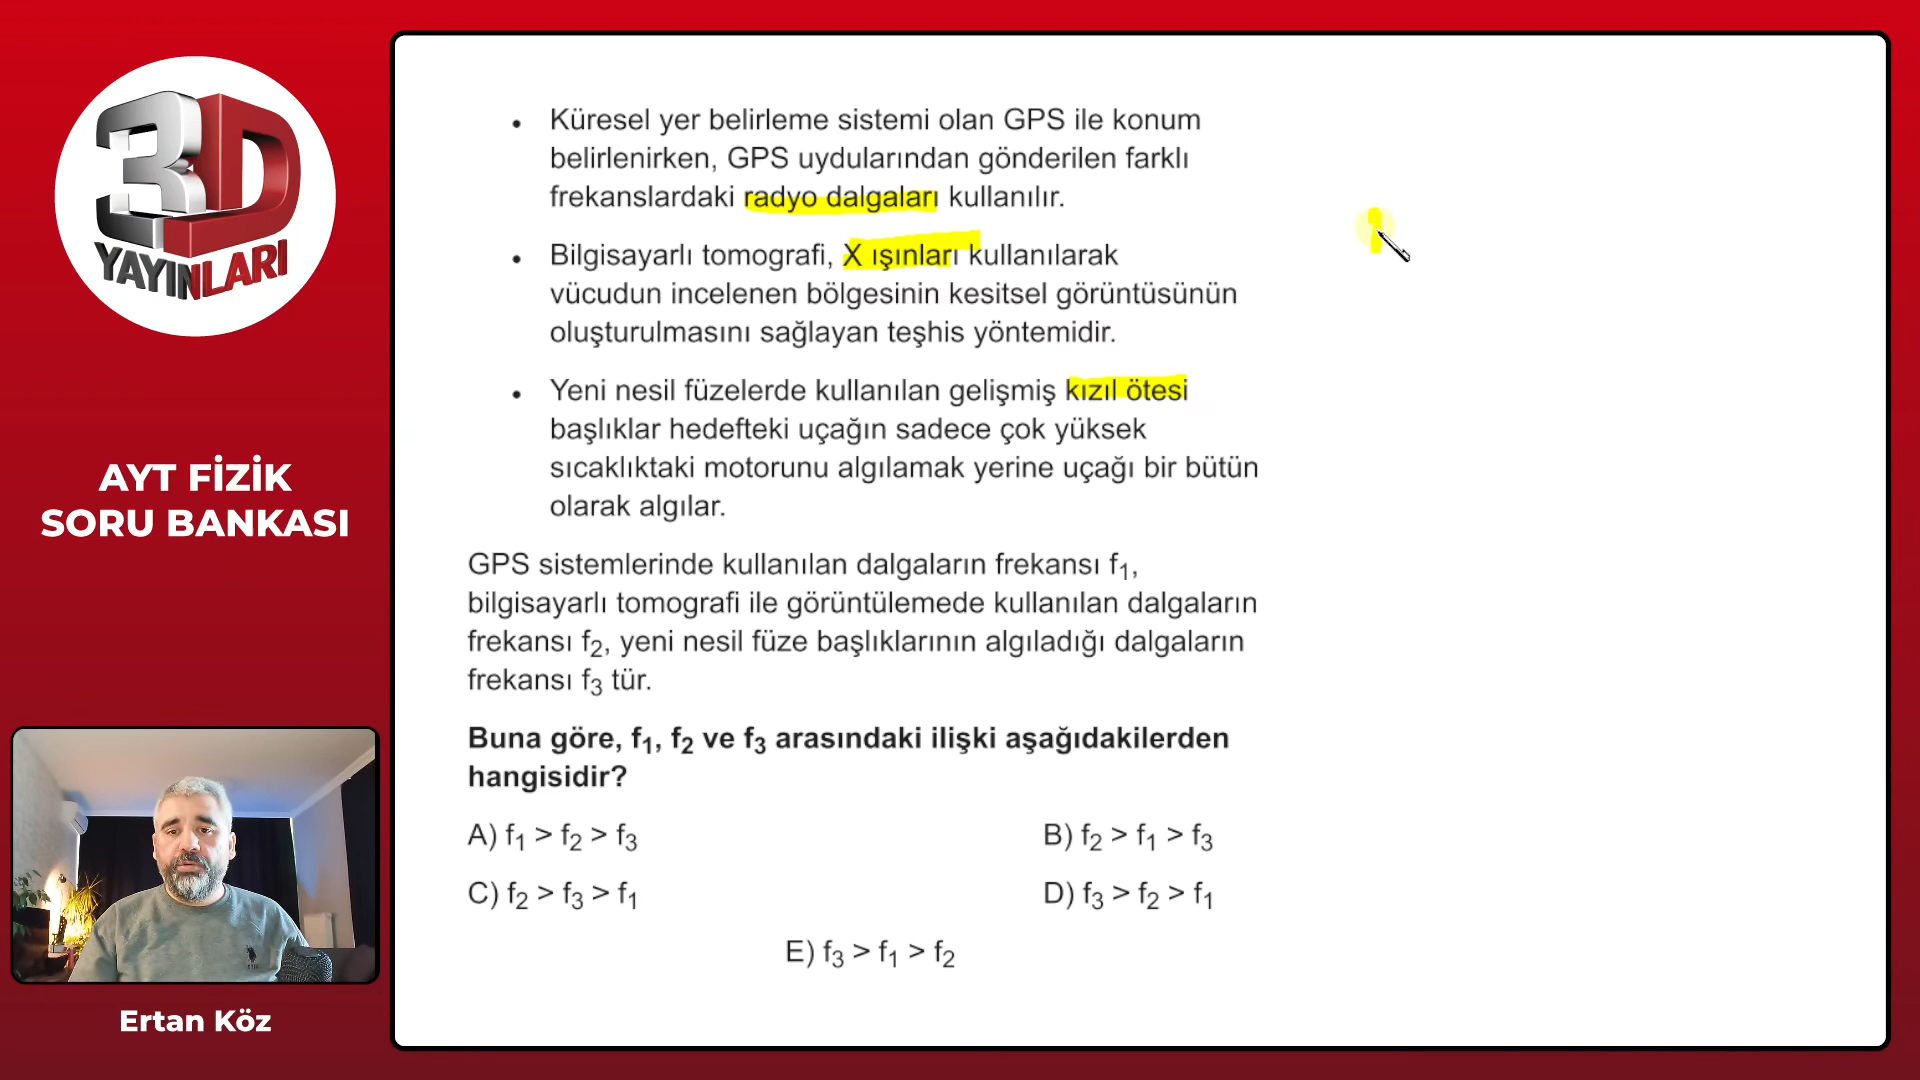 3D
YAYINLARI
AYT FİZİK
SORU BANKASI
Ertan Köz
• Küresel yer belirleme sistemi olan GPS ile konum
belirlenirken, GPS uydularından gönderilen farklı
frekanslardaki radyo dalgaları kullanılır.
• Bilgisayarlı tomografi, X ışınları kullanılarak
vücudun incelenen bölgesinin kesitsel görüntüsünün
oluşturulmasını sağlayan teşhis yöntemidir.
• Yeni nesil füzelerde kullanılan gelişmiş kızıl ötesi
başlıklar hedefteki uçağın sadece çok yüksek
sıcaklıktaki motorunu algılamak yerine uçağı bir bütün
olarak algılar.
GPS sistemlerinde kullanılan dalgaların frekansı f₁,
bilgisayarlı tomografi ile görüntülemede kullanılan dalgaların
frekansı f₂, yeni nesil füze başlıklarının algıladığı dalgaların
frekansı f₃ tür.
Buna göre, f₁, f₂ ve f₃ arasındaki ilişki aşağıdakilerden
hangisidir?
A) f₁ > f₂ > f₃
B) f₂ > f₁ > f₃
C) f₂ > f₃ > f₁
D) f₃ > f₂ > f₁
E) f₃ > f₁ > f₂